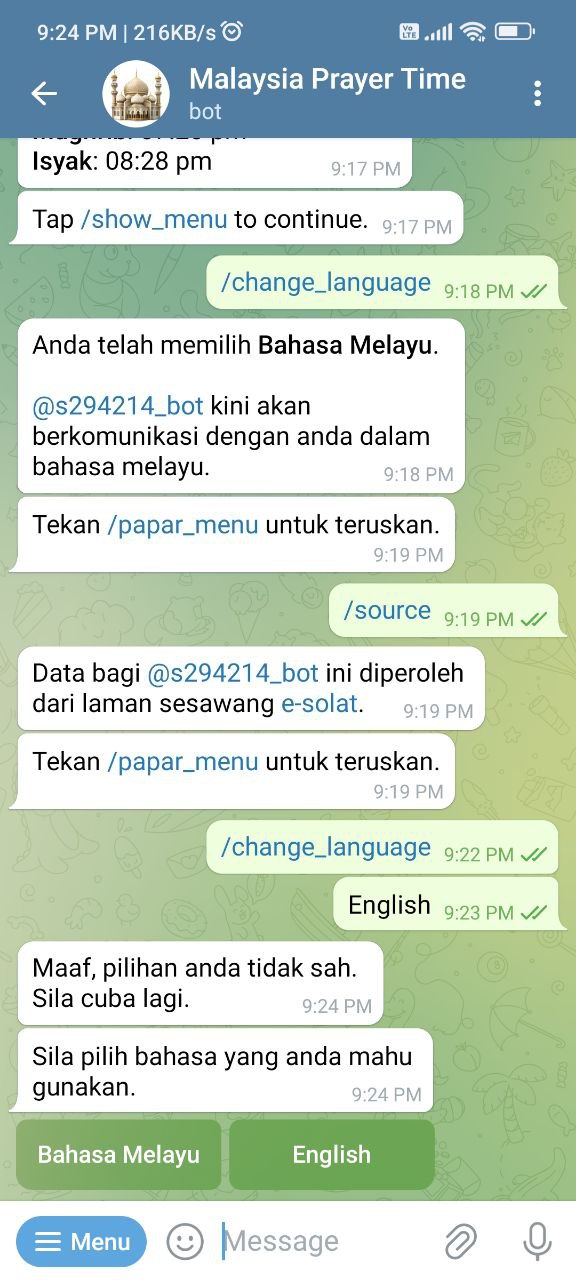 9:24 PM | 216KB/s
Vo LTE
Malaysia Prayer Time
bot
Isyak: 08:28 pm
9:17 PM
Tap /show_menu to continue. 9:17 PM
/change_language 9:18 PM
Anda telah memilih Bahasa Melayu.
@s294214_bot kini akan
berkomunikasi dengan anda dalam
bahasa melayu. 9:18 PM
Tekan /papar_menu untuk teruskan.
9:19 PM
/source 9:19 PM
Data bagi @s294214_bot ini diperoleh
dari laman sesawang e-solat. 9:19 PM
Tekan /papar_menu untuk teruskan.
9:19 PM
/change_language 9:22 PM
English 9:23 PM
Maaf, pilihan anda tidak sah.
Sila cuba lagi. 9:24 PM
Sila pilih bahasa yang anda mahu
gunakan. 9:24 PM
Bahasa Melayu English
Menu Message